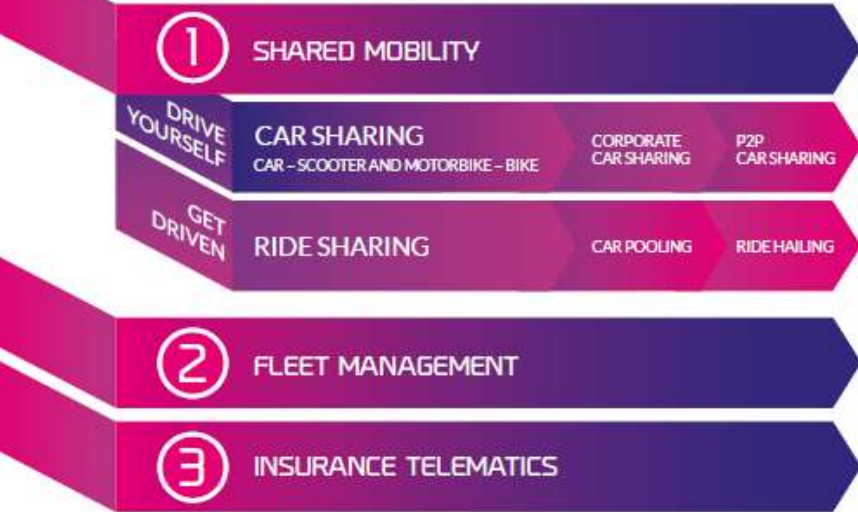 1 SHARED MOBILITY
DRIVE
YOURSELF
CAR SHARING
CAR – SCOOTER AND MOTORBIKE – BIKE
CORPORATE
CAR SHARING
P2P
CAR SHARING
GET
DRIVEN
RIDE SHARING
CAR POOLING
RIDE HAILING
2 FLEET MANAGEMENT
3 INSURANCE TELEMATICS